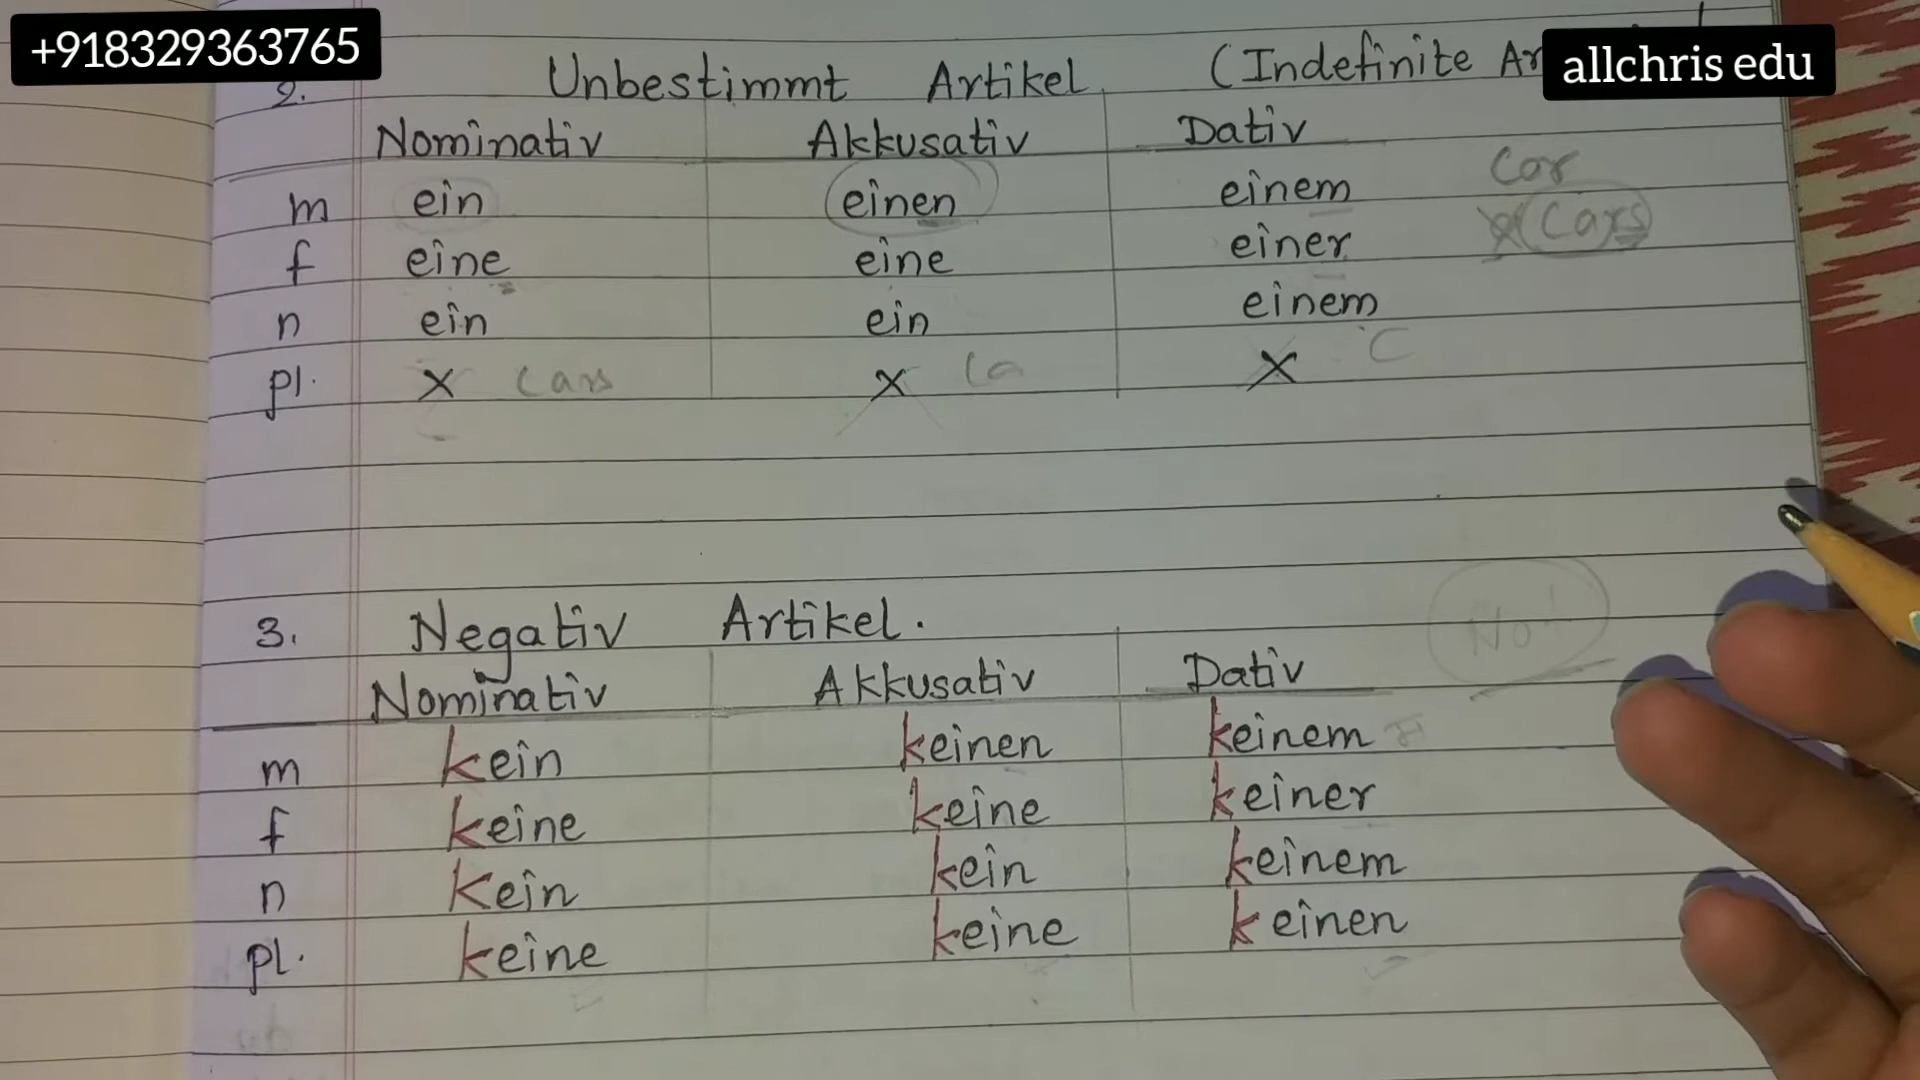 +918329363765
allchris edu
2. Unbestimmt Artikel (Indefinite Ar
Nominativ Akkusativ Dativ
m ein einen einem Car
f eine eine einer x Cars
n ein ein einem
pl. x Cars x Ca x C
3. Negativ Artikel. Not
Nominativ Akkusativ Dativ
m kein keinen keinem
f keine keine keiner
n Kein kein keinem
pl. keine keine keinen